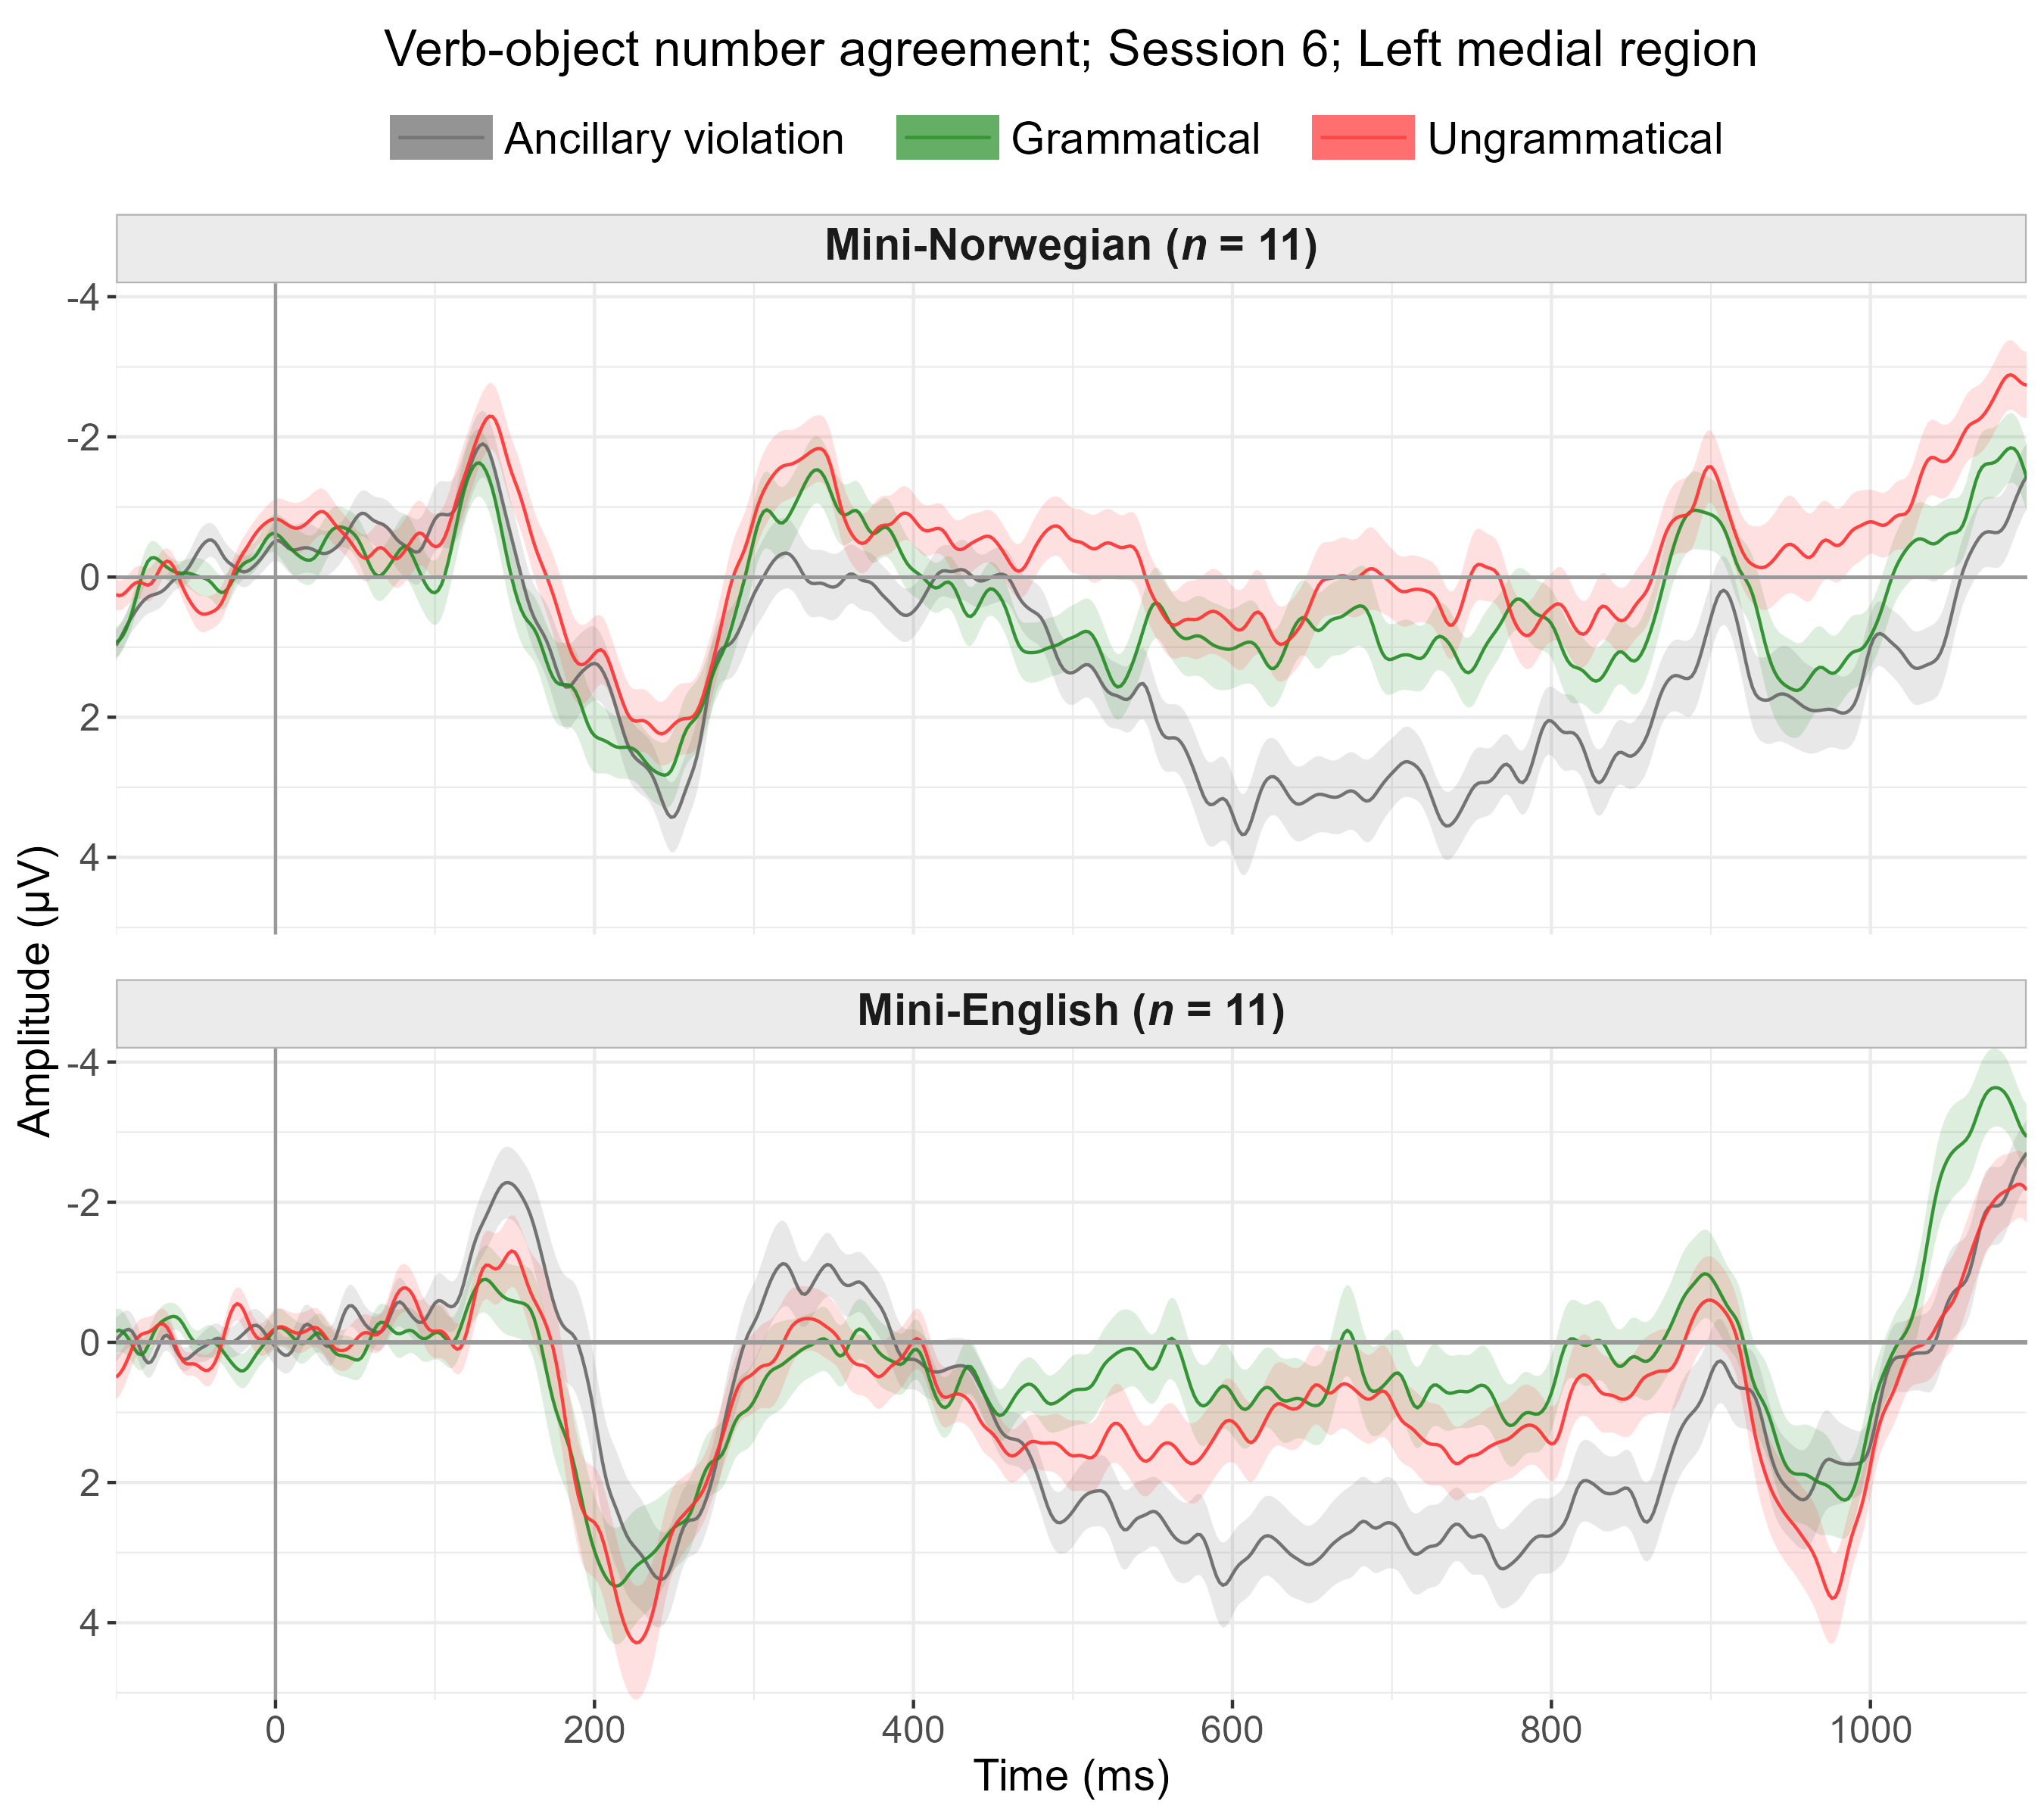 Verb-object number agreement; Session 6; Left medial region
Ancillary violation Grammatical Ungrammatical
Mini-Norwegian (n = 11)
-4
-2
0
2
4
Amplitude (µV)
Mini-English (n = 11)
-4
-2
0
2
4
0 200 400 600 800 1000
Time (ms)